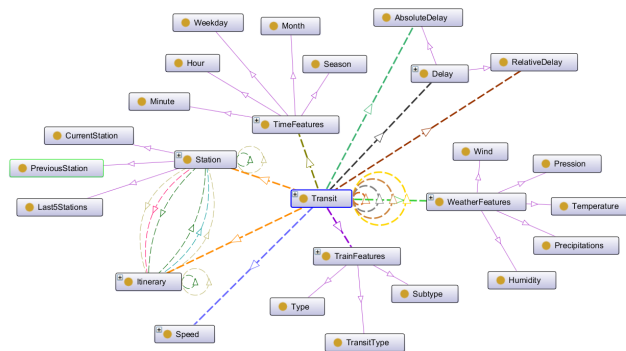 AbsoluteDelay
Weekday
Month
Hour
Season
RelativeDelay
Delay
Minute
TimeFeatures
CurrentStation
Station
Wind
Pression
PreviousStation
Transit
WeatherFeatures
Temperature
Last5Stations
Precipitations
TrainFeatures
Itinerary
Humidity
Type
Subtype
Speed
TransitType